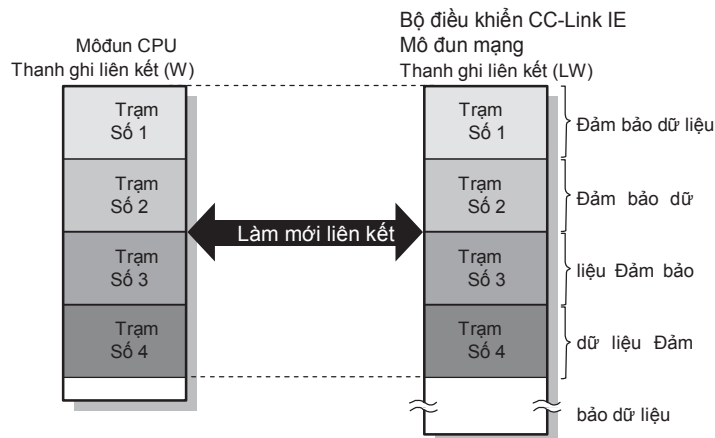 Môđun CPU
Thanh ghi liên kết (W)
Bộ điều khiển CC-Link IE
Mô đun mạng
Thanh ghi liên kết (LW)
Trạm
Số 1
Trạm
Số 2
Trạm
Số 3
Trạm
Số 4
Làm mới liên kết
Trạm
Số 1
Trạm
Số 2
Trạm
Số 3
Trạm
Số 4
Đảm bảo dữ liệu
Đảm bảo dữ
liệu Đảm bảo
dữ liệu Đảm
bảo dữ liệu